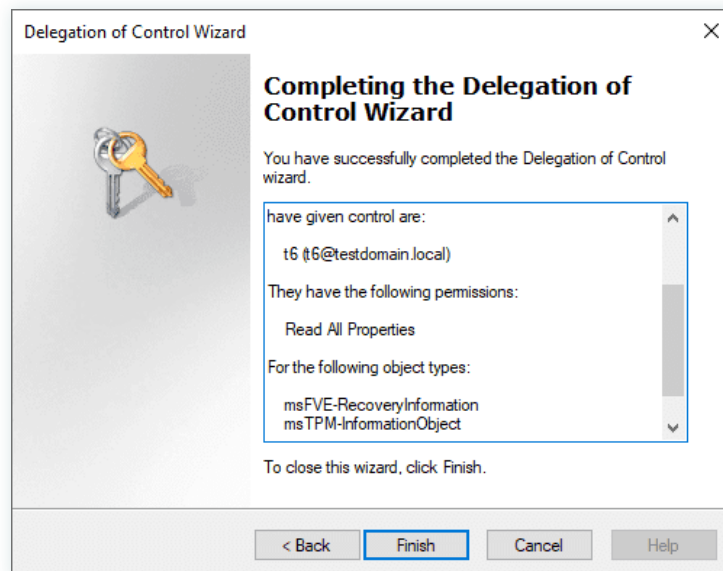 Delegation of Control Wizard
Completing the Delegation of
Control Wizard
You have successfully completed the Delegation of Control
wizard.
have given control are:
t6 (t6@testdomain.local)
They have the following permissions:
Read All Properties
For the following object types:
msFVE-RecoveryInformation
msTPM-InformationObject
To close this wizard, click Finish.
< Back
Finish
Cancel
Help